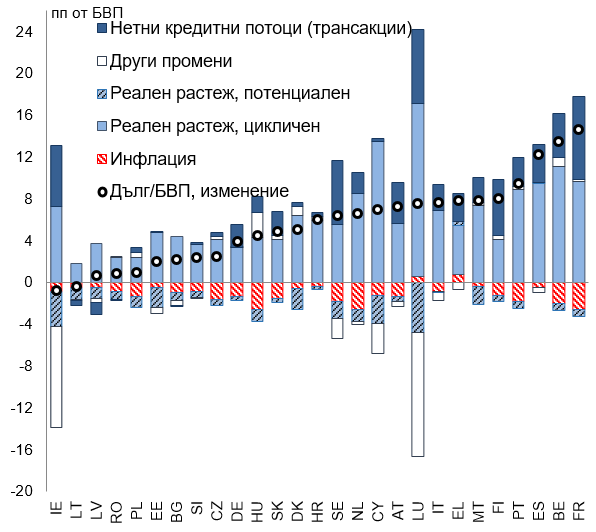 пп от БВП
Нетни кредитни потоци (трансакции)
Други промени
Реален растеж, потенциален
Реален растеж, цикличен
Инфлация
Дълг/БВП, изменение
24
20
16
12
8
4
0
-4
-8
-12
-16
-20
IE LT LV RO PL EE BG SI CZ DE HU SK DK HR SE NL CY AT LU IT EL MT FI PT ES BE FR